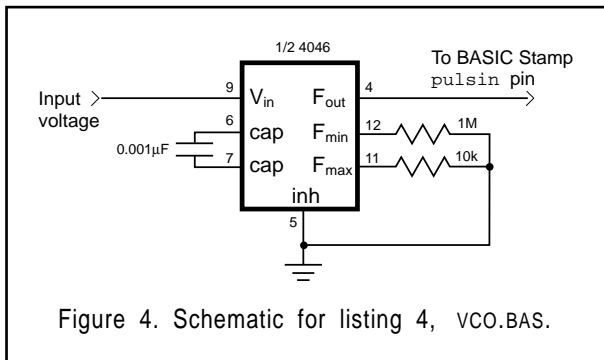 1/2 4046
To BASIC Stamp
pulsin pin
Input
voltage
9
Vin
Fout
4
6
cap
Fmin
12
1M
0.001µF
7
cap
Fmax
11
10k
inh
5
Figure 4. Schematic for listing 4, VCO.BAS.